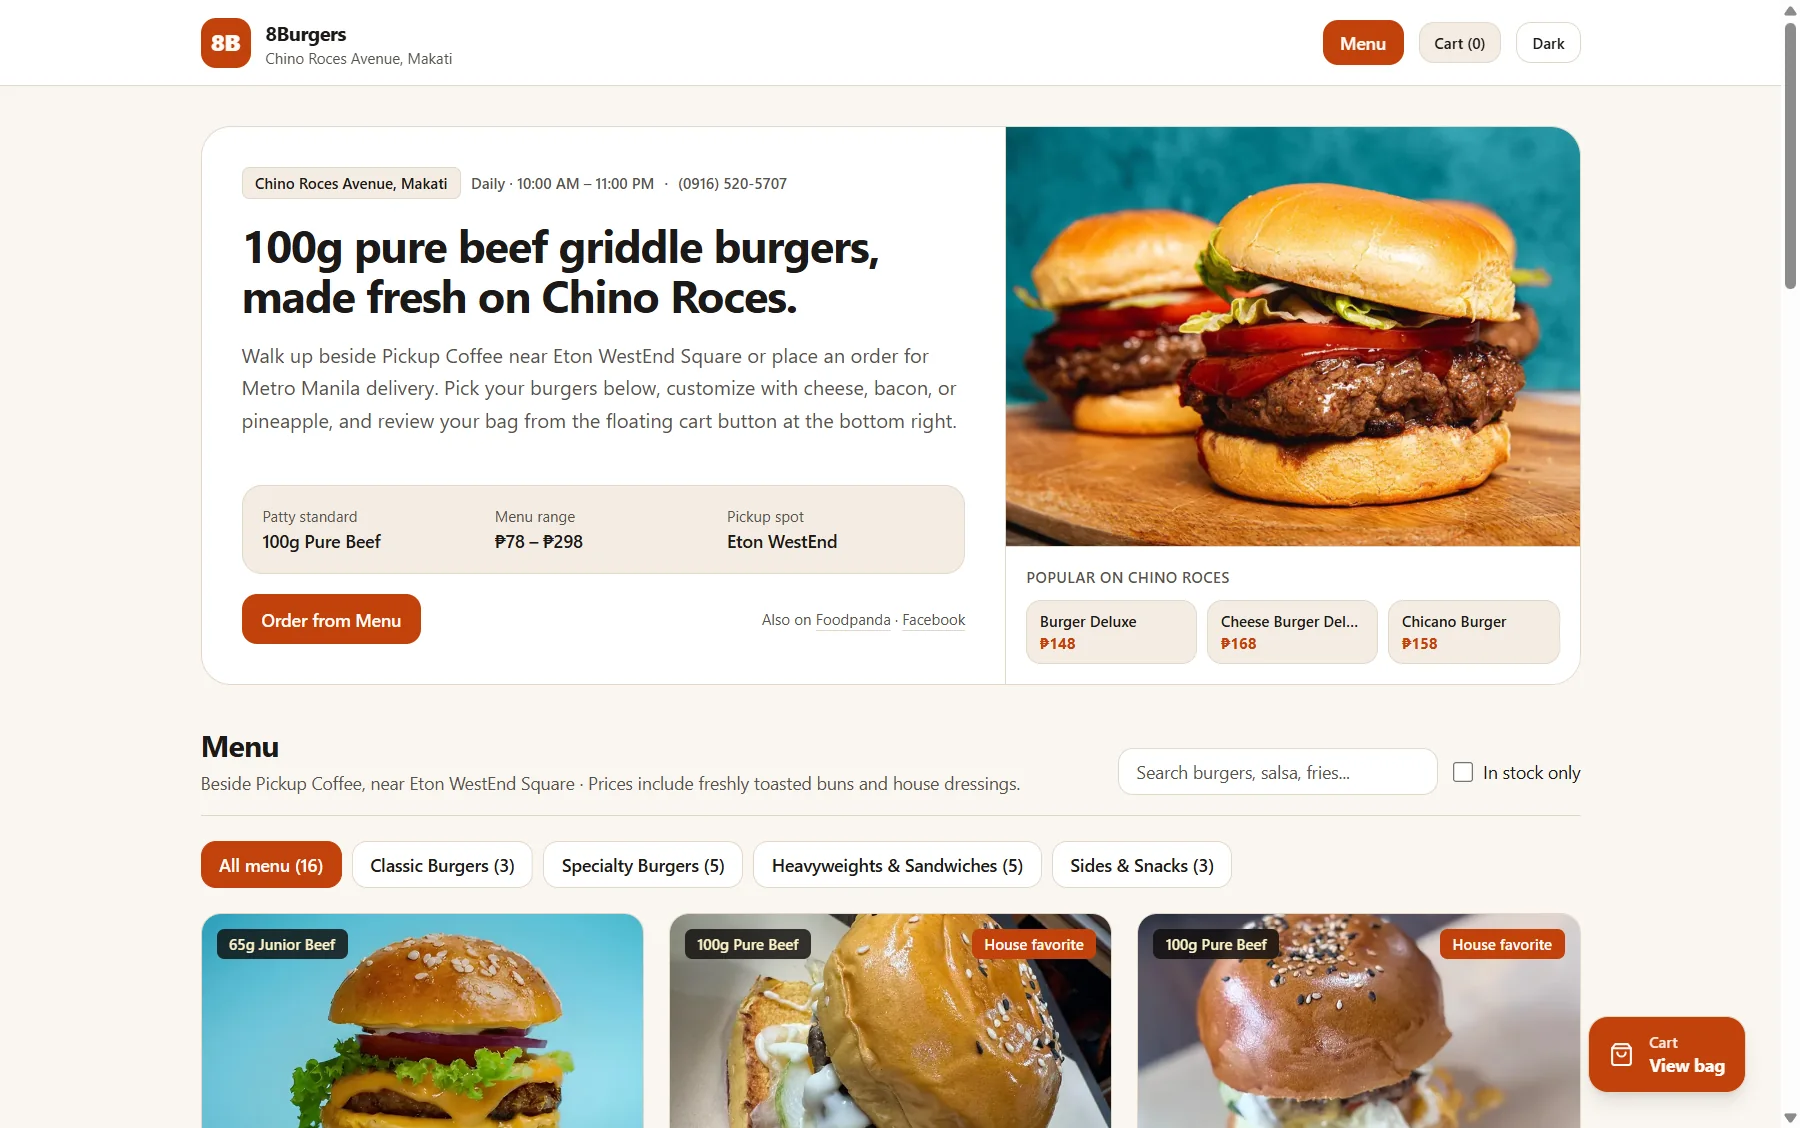 8B
8Burgers
Chino Roces Avenue, Makati
Menu
Cart (0)
Dark
Chino Roces Avenue, Makati
Daily · 10:00 AM – 11:00 PM · (0916) 520-5707
100g pure beef griddle burgers,
made fresh on Chino Roces.
Walk up beside Pickup Coffee near Eton WestEnd Square or place an order for
Metro Manila delivery. Pick your burgers below, customize with cheese, bacon, or
pineapple, and review your bag from the floating cart button at the bottom right.
Patty standard
100g Pure Beef
Menu range
₱78 – ₱298
Pickup spot
Eton WestEnd
Order from Menu
Also on Foodpanda · Facebook
POPULAR ON CHINO ROCES
Burger Deluxe
₱148
Cheese Burger Del...
₱168
Chicano Burger
₱158
Menu
Beside Pickup Coffee, near Eton WestEnd Square · Prices include freshly toasted buns and house dressings.
Search burgers, salsa, fries...
In stock only
All menu (16)
Classic Burgers (3)
Specialty Burgers (5)
Heavyweights & Sandwiches (5)
Sides & Snacks (3)
65g Junior Beef
100g Pure Beef
House favorite
100g Pure Beef
House favorite
Cart
View bag